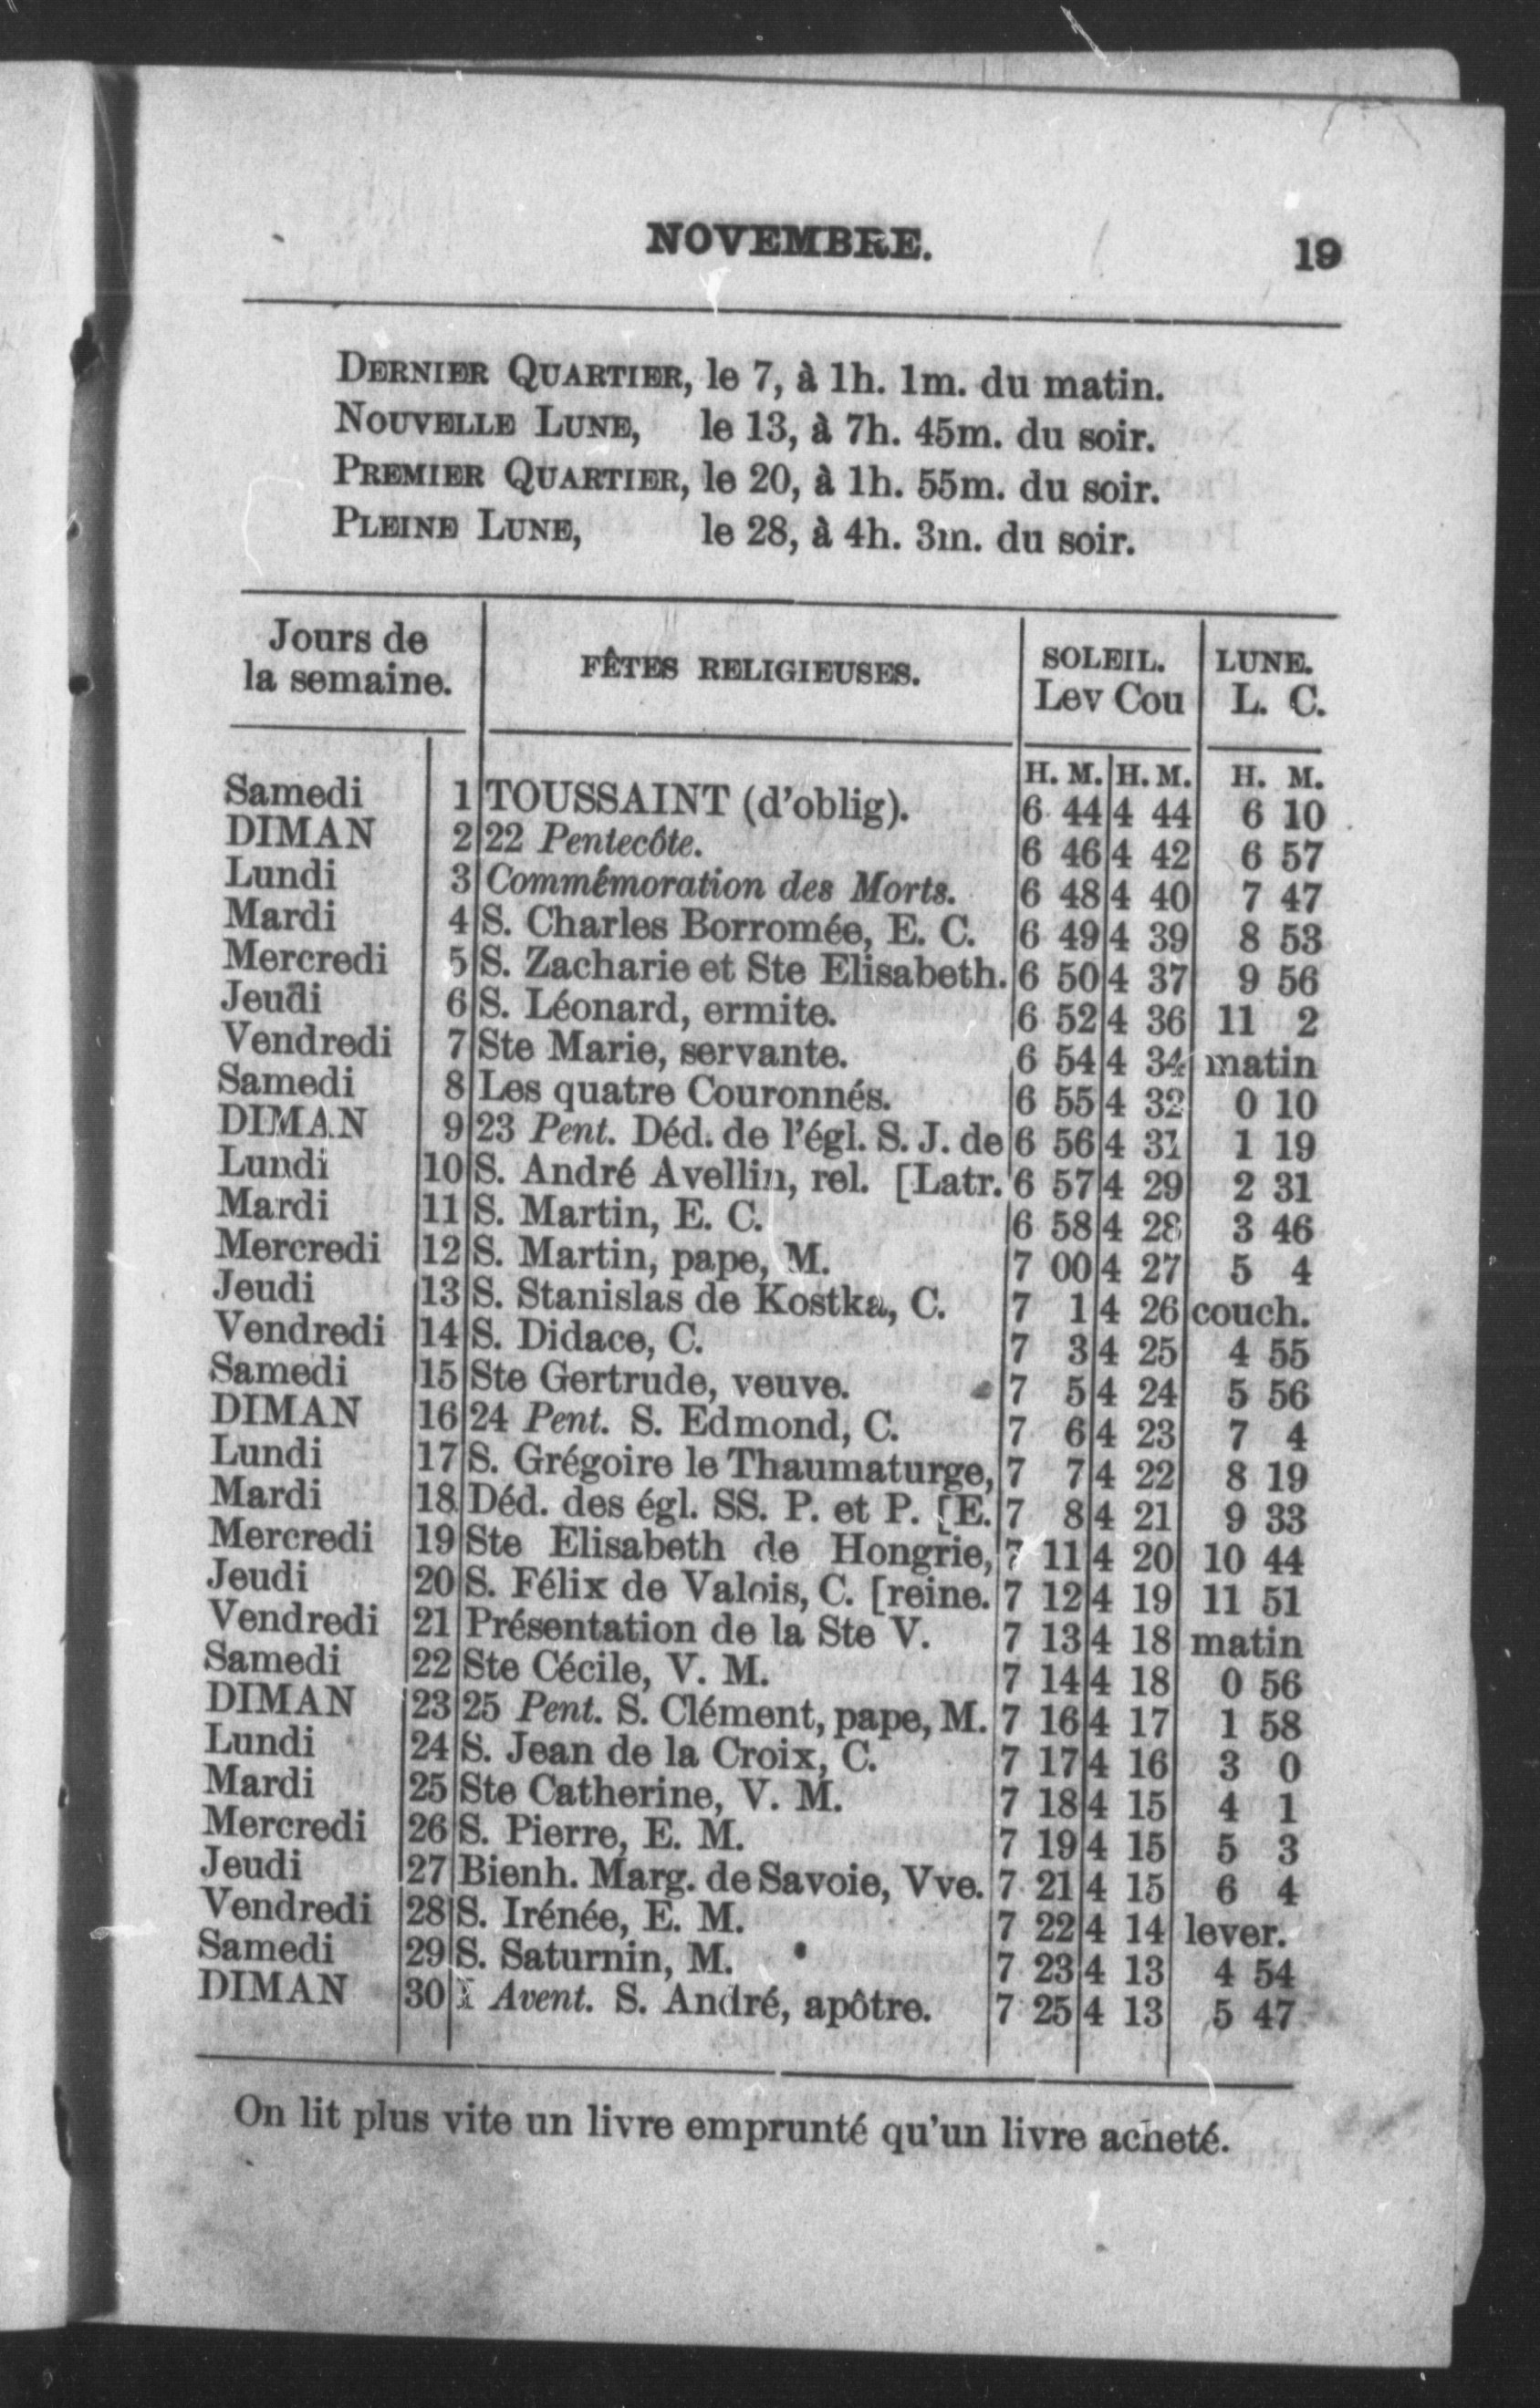 NOVEMBRE. 19
DERNIER QUARTIER, le 7, à 1h. 1m. du matin.
NOUVELLE LUNE, le 13, à 7h. 45m. du soir.
PREMIER QUARTIER, le 20, à 1h. 55m. du soir.
PLEINE LUNE, le 28, à 4h. 3m. du soir.
Jours de la semaine. FÊTES RELIGIEUSES. SOLEIL. Lev Cou LUNE. L. C.
H. M. H. M. H. M.
Samedi 1 TOUSSAINT (d'oblig). 6 44 4 44 6 10
DIMAN 2 22 Pentecôte. 6 46 4 42 6 57
Lundi 3 Commémoration des Morts. 6 48 4 40 7 47
Mardi 4 S. Charles Borromée, E. C. 6 49 4 39 8 53
Mercredi 5 S. Zacharie et Ste Elisabeth. 6 50 4 37 9 56
Jeudi 6 S. Léonard, ermite. 6 52 4 36 11 2
Vendredi 7 Ste Marie, servante. 6 54 4 34 matin
Samedi 8 Les quatre Couronnés. 6 55 4 32 0 10
DIMAN 9 23 Pent. Déd. de l'égl. S. J. de 6 56 4 31 1 19
Lundi 10 S. André Avellin, rel. [Latr. 6 57 4 29 2 31
Mardi 11 S. Martin, E. C. 6 58 4 28 3 46
Mercredi 12 S. Martin, pape, M. 7 00 4 27 5 4
Jeudi 13 S. Stanislas de Kostka, C. 7 1 4 26 couch.
Vendredi 14 S. Didace, C. 7 3 4 25 4 55
Samedi 15 Ste Gertrude, veuve. 7 5 4 24 5 56
DIMAN 16 24 Pent. S. Edmond, C. 7 6 4 23 7 4
Lundi 17 S. Grégoire le Thaumaturge, 7 7 4 22 8 19
Mardi 18 Déd. des égl. SS. P. et P. [E. 7 8 4 21 9 33
Mercredi 19 Ste Elisabeth de Hongrie, 7 11 4 20 10 44
Jeudi 20 S. Félix de Valois, C. [reine. 7 12 4 19 11 51
Vendredi 21 Présentation de la Ste V. 7 13 4 18 matin
Samedi 22 Ste Cécile, V. M. 7 14 4 18 0 56
DIMAN 23 25 Pent. S. Clément, pape, M. 7 16 4 17 1 58
Lundi 24 S. Jean de la Croix, C. 7 17 4 16 3 0
Mardi 25 Ste Catherine, V. M. 7 18 4 15 4 1
Mercredi 26 S. Pierre, E. M. 7 19 4 15 5 3
Jeudi 27 Bienh. Marg. de Savoie, Vve. 7 21 4 15 6 4
Vendredi 28 S. Irénée, E. M. 7 22 4 14 lever.
Samedi 29 S. Saturnin, M. 7 23 4 13 4 54
DIMAN 30 I Avent. S. André, apôtre. 7 25 4 13 5 47
On lit plus vite un livre emprunté qu'un livre acheté.